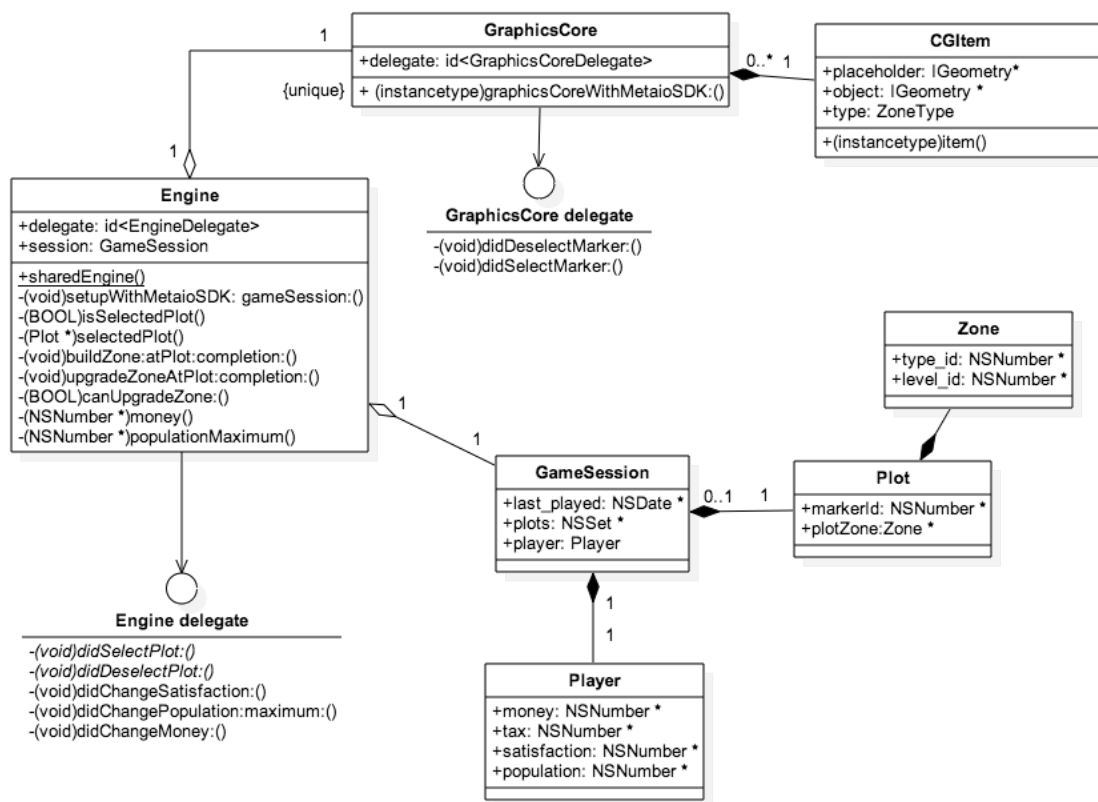 GraphicsCore
+delegate: id<GraphicsCoreDelegate>
+ (instancetype)graphicsCoreWithMetaioSDK:()
1
{unique}
1
0..*
1
CGItem
+placeholder: IGeometry*
+object: IGeometry *
+type: ZoneType
+(instancetype)item()
GraphicsCore delegate
-(void)didDeselectMarker:()
-(void)didSelectMarker:()
Engine
+delegate: id<EngineDelegate>
+session: GameSession
+sharedEngine()
-(void)setupWithMetaioSDK: gameSession:()
-(BOOL)isSelectedPlot()
-(Plot *)selectedPlot()
-(void)buildZone:atPlot:completion:()
-(void)upgradeZoneAtPlot:completion:()
-(BOOL)canUpgradeZone:()
-(NSNumber *)money()
-(NSNumber *)populationMaximum()
1
1
Zone
+type_id: NSNumber *
+level_id: NSNumber *
GameSession
+last_played: NSDate *
+plots: NSSet *
+player: Player
0..1
1
Plot
+markerId: NSNumber *
+plotZone:Zone *
1
1
Engine delegate
-(void)didSelectPlot:()
-(void)didDeselectPlot:()
-(void)didChangeSatisfaction:()
-(void)didChangePopulation:maximum:()
-(void)didChangeMoney:()
Player
+money: NSNumber *
+tax: NSNumber *
+satisfaction: NSNumber *
+population: NSNumber *